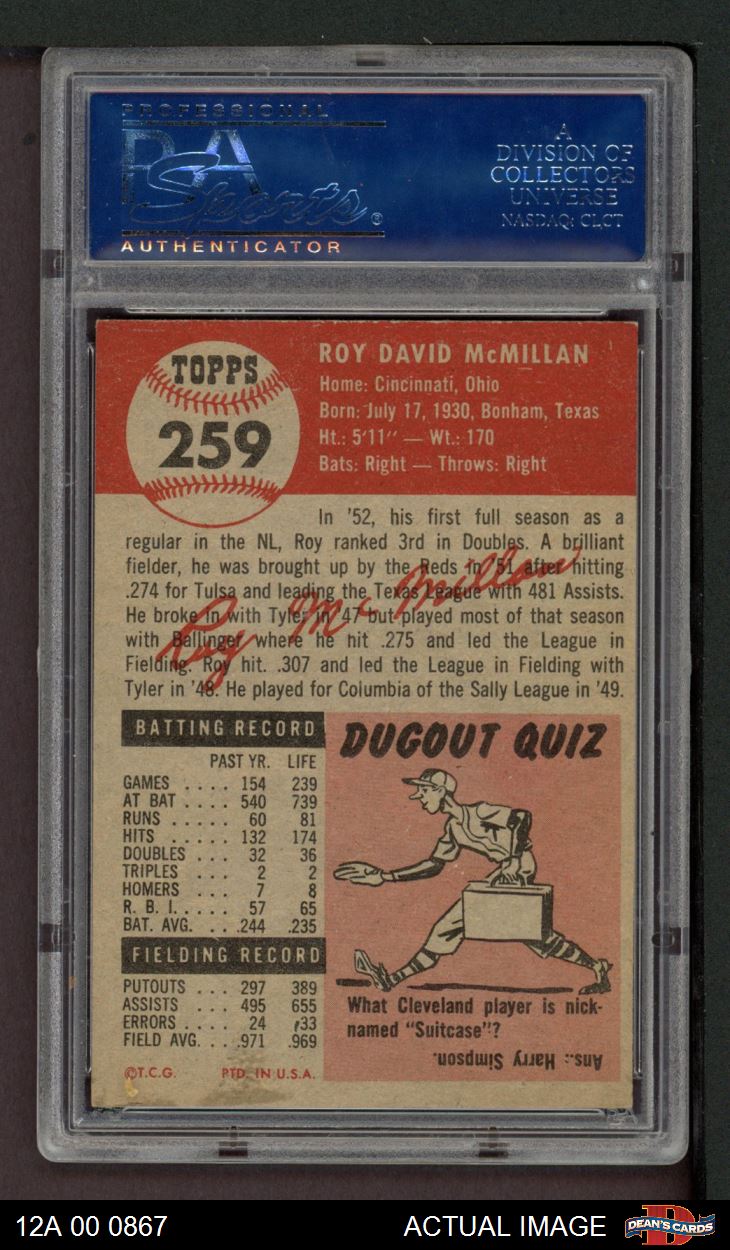 PROFESSIONAL
PSA
Sports®
AUTHENTICATOR
A
DIVISION OF
COLLECTORS
UNIVERSE
NASDAQ: CLCT
TOPPS
259
ROY DAVID McMILLAN
Home: Cincinnati, Ohio
Born: July 17, 1930, Bonham, Texas
Ht.: 5'11" — Wt.: 170
Bats: Right — Throws: Right
In '52, his first full season as a
regular in the NL, Roy ranked 3rd in Doubles. A brilliant
fielder, he was brought up by the Reds in '51 after hitting
.274 for Tulsa and leading the Texas League with 481 Assists.
He broke in with Tyler in '47 but played most of that season
with Ballinger where he hit .275 and led the League in
Fielding. Roy hit. .307 and led the League in Fielding with
Tyler in '48. He played for Columbia of the Sally League in '49.
Roy McMillan
BATTING RECORD
PAST YR. LIFE
GAMES .... 154 239
AT BAT .... 540 739
RUNS ..... 60 81
HITS ..... 132 174
DOUBLES ... 32 36
TRIPLES ... 2 2
HOMERS ... 7 8
R. B. I. .... 57 65
BAT. AVG. ... .244 .235
FIELDING RECORD
PUTOUTS ... 297 389
ASSISTS ... 495 655
ERRORS ... 24 33
FIELD AVG. ... .971 .969
©T.C.G. PTD. IN U.S.A.
DUGOUT QUIZ
T
What Cleveland player is nick-
named "Suitcase"?
Ans.: Harry Simpson.
12A 00 0867
ACTUAL IMAGE
DEAN'S CARDS